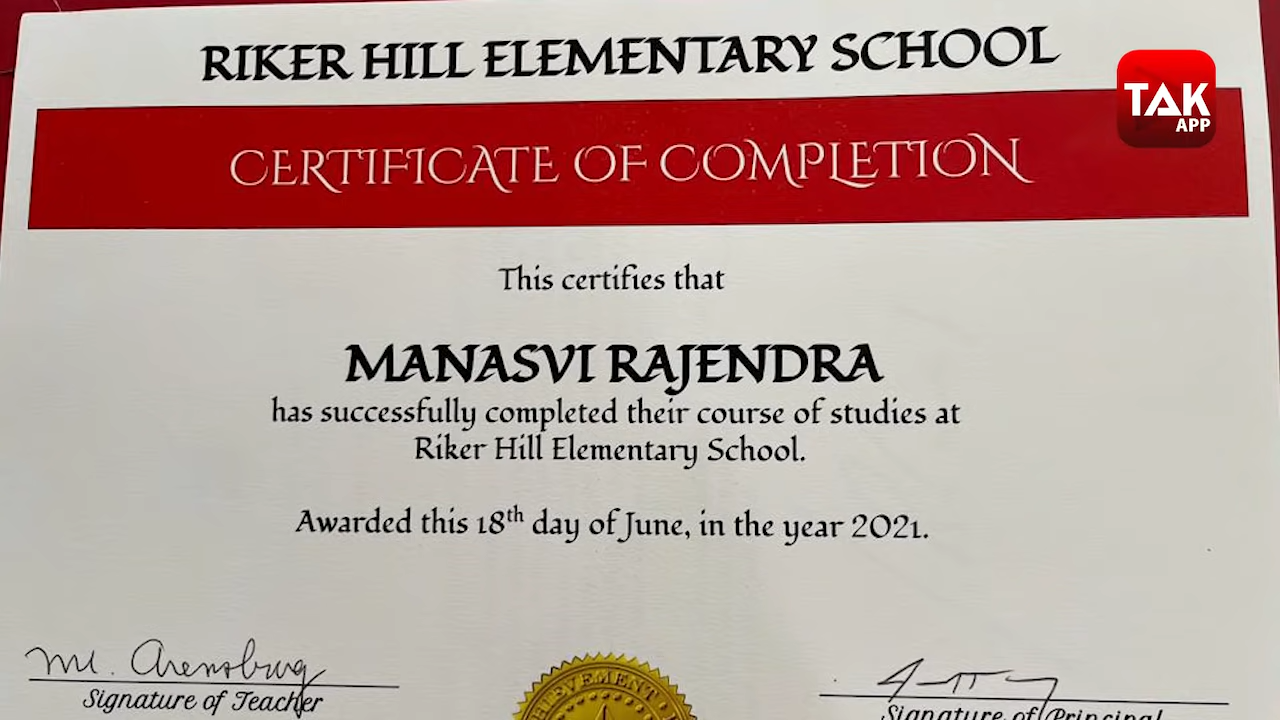 RIKER HILL ELEMENTARY SCHOOL
TAK
APP
CERTIFICATE OF COMPLETION
This certifies that
MANASVI RAJENDRA
has successfully completed their course of studies at
Riker Hill Elementary School.
Awarded this 18th day of June, in the year 2021.
Signature of Teacher
Signature of Principal